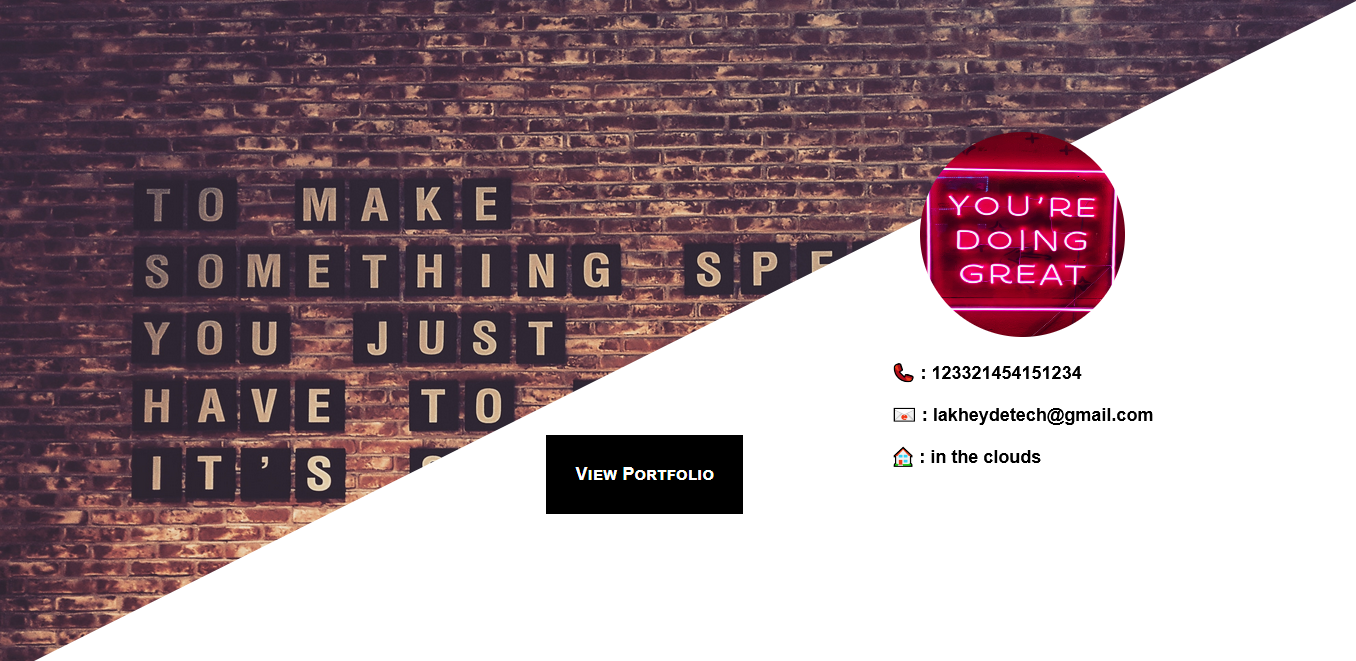 TO MAKE
SOMETHING SPE
YOU JUST
HAVE TO
IT'S
YOU'RE
DOING
GREAT
: 123321454151234
: lakheydetech@gmail.com
: in the clouds
View Portfolio